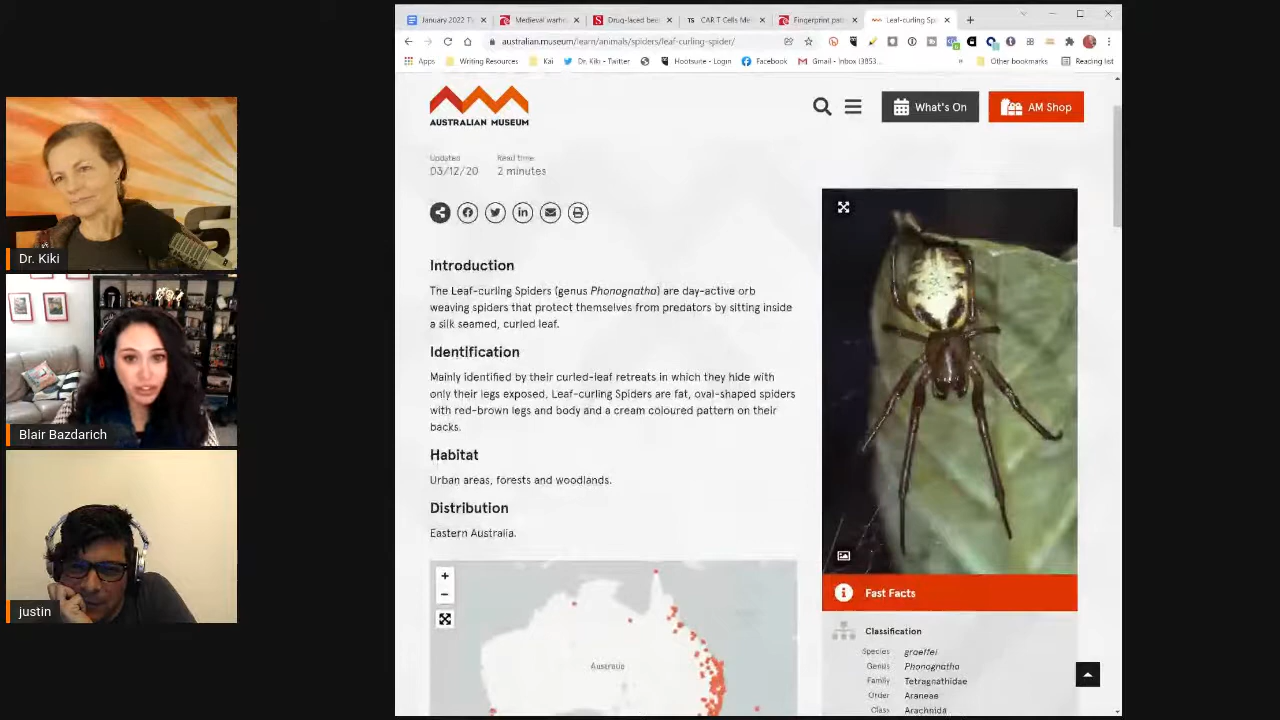 January 2022 T
Medieval warh
Drug-laced bee
CAR T Cells Me
Fingerprint pat
Leaf-curling Sp
australian.museum/learn/animals/spiders/leaf-curling-spider/
Apps
Writing Resources
Kai
Dr. Kiki - Twitter
Hootsuite - Login
Facebook
Gmail - Inbox (3853...
»
Other bookmarks
Reading list
AUSTRALIAN MUSEUM
What's On
AM Shop
Updated
Read time
03/12/20
2 minutes
Introduction
The Leaf-curling Spiders (genus Phonognatha) are day-active orb
weaving spiders that protect themselves from predators by sitting inside
a silk seamed, curled leaf.
Identification
Mainly identified by their curled-leaf retreats in which they hide with
only their legs exposed, Leaf-curling Spiders are fat, oval-shaped spiders
with red-brown legs and body and a cream coloured pattern on their
backs.
Habitat
Urban areas, forests and woodlands.
Distribution
Eastern Australia.
+
−
Australia
Fast Facts
Classification
Species graeffei
Genus Phonognatha
Family Tetragnathidae
Order Araneae
Class Arachnida
Dr. Kiki
Blair Bazdarich
justin